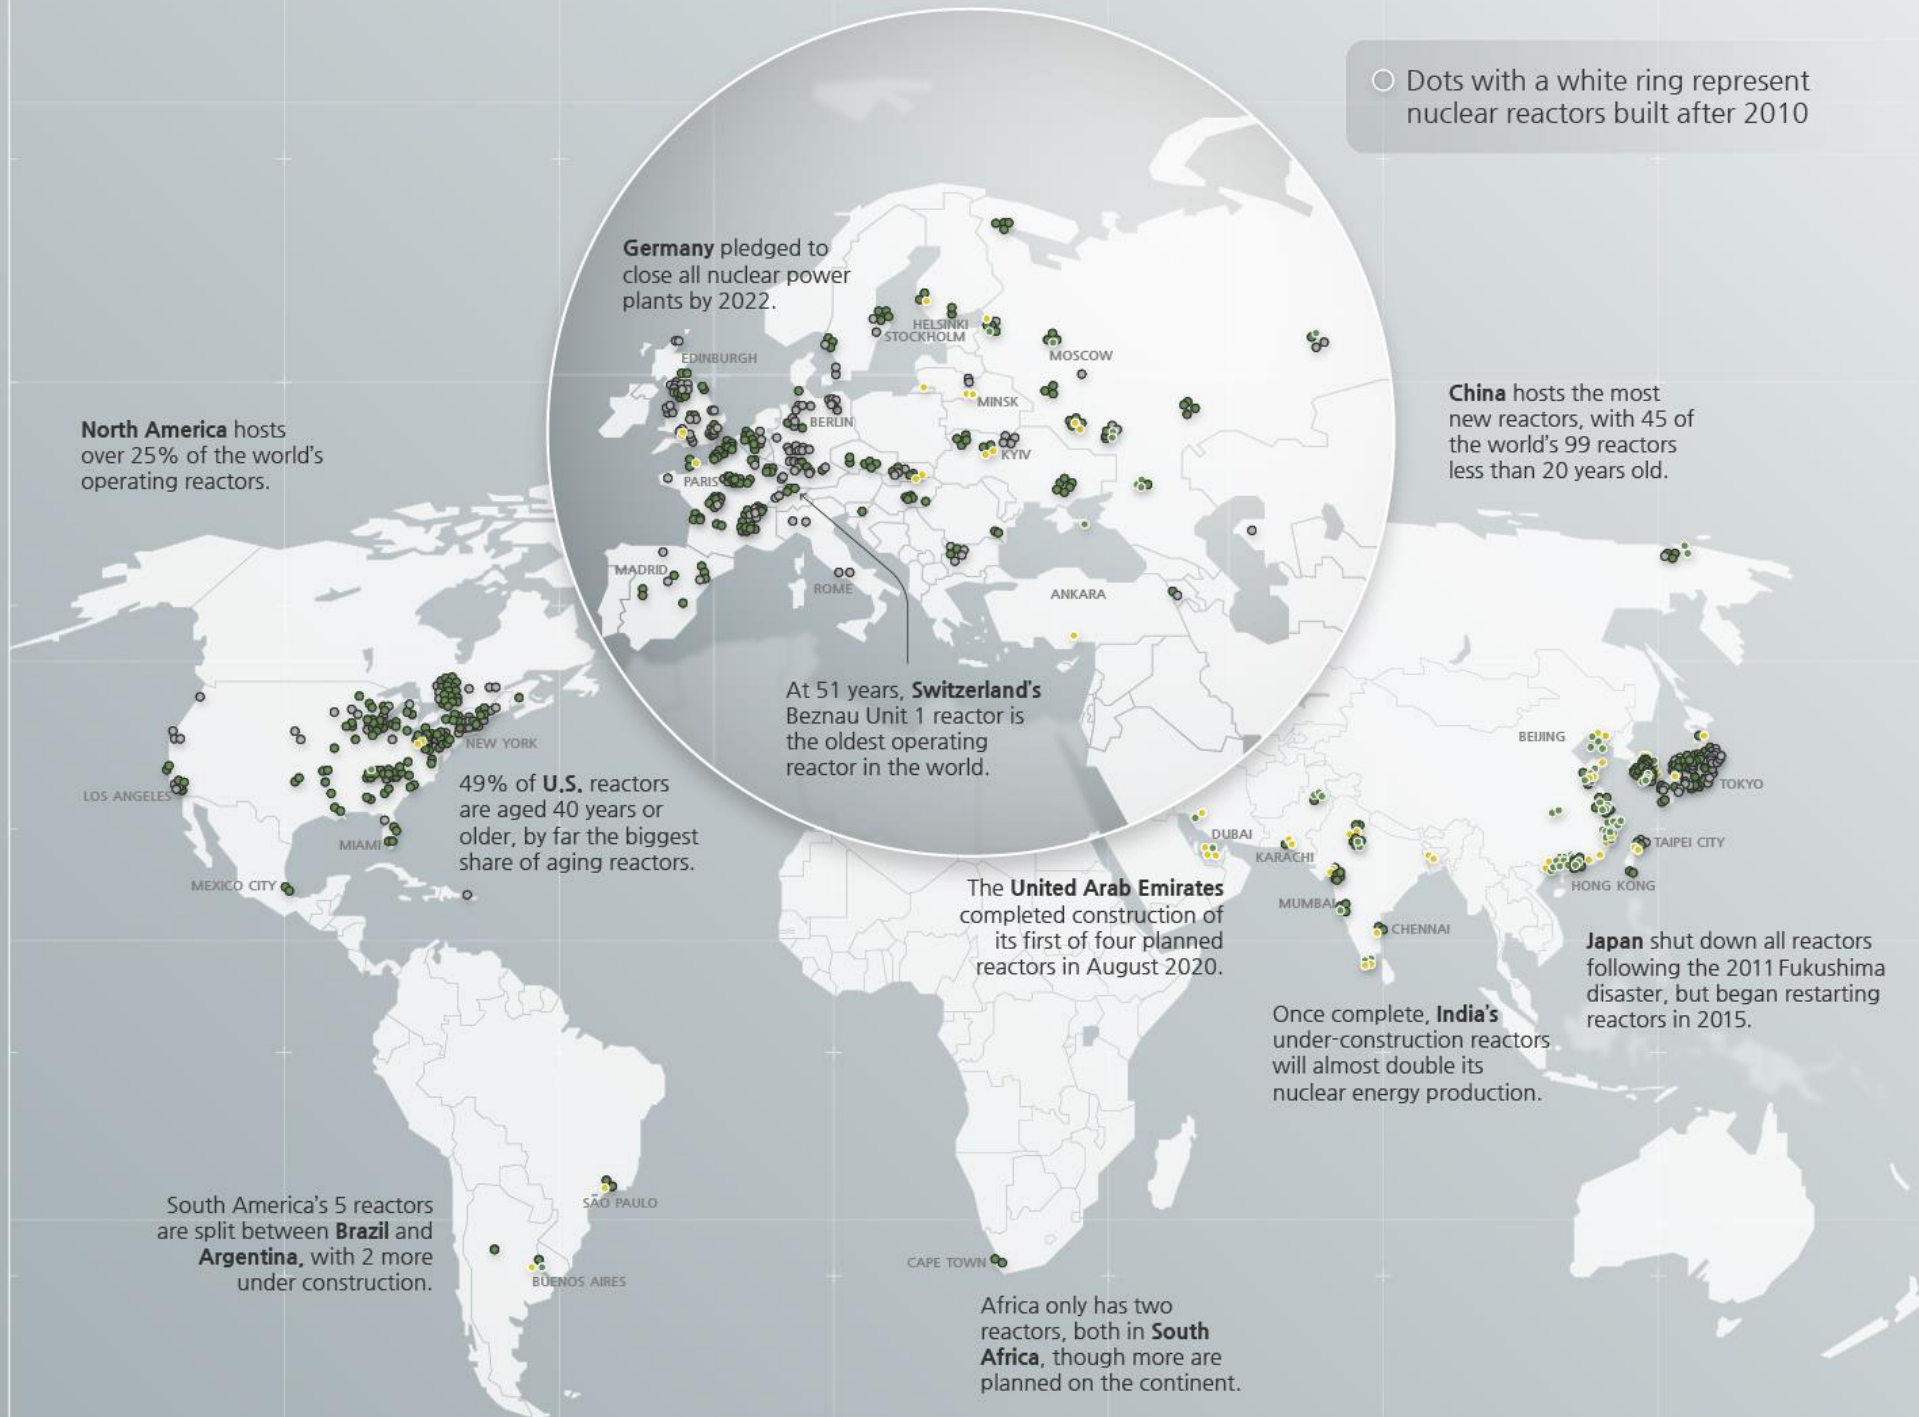 Dots with a white ring represent
nuclear reactors built after 2010
Germany pledged to
close all nuclear power
plants by 2022.
HELSINKI
STOCKHOLM
EDINBURGH
MOSCOW
MINSK
BERLIN
KYIV
PARIS
MADRID
ROME
ANKARA
China hosts the most
new reactors, with 45 of
the world's 99 reactors
less than 20 years old.
North America hosts
over 25% of the world's
operating reactors.
At 51 years, Switzerland's
Beznau Unit 1 reactor is
the oldest operating
reactor in the world.
NEW YORK
LOS ANGELES
49% of U.S. reactors
are aged 40 years or
older, by far the biggest
share of aging reactors.
MIAMI
MEXICO CITY
BEIJING
TOKYO
DUBAI
KARACHI
TAIPEI CITY
HONG KONG
MUMBAI
CHENNAI
The United Arab Emirates
completed construction of
its first of four planned
reactors in August 2020.
Japan shut down all reactors
following the 2011 Fukushima
disaster, but began restarting
reactors in 2015.
Once complete, India's
under-construction reactors
will almost double its
nuclear energy production.
South America's 5 reactors
are split between Brazil and
Argentina, with 2 more
under construction.
SÃO PAULO
BUENOS AIRES
CAPE TOWN
Africa only has two
reactors, both in South
Africa, though more are
planned on the continent.